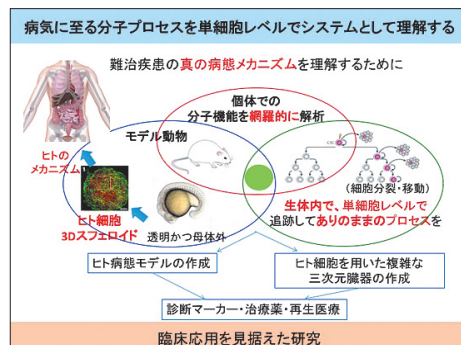 病気に至る分子プロセスを単細胞レベルでシステムとして理解する
難治疾患の真の病態メカニズムを理解するために
個体での
分子機能を網羅的に解析
モデル動物
ヒトの
メカニズム
ヒト細胞
3Dスフェロイド
透明かつ母体外
CSC
(細胞分裂・移動)
生体内で、単細胞レベルで
追跡してありのままのプロセスを
ヒト病態モデルの作成
ヒト細胞を用いた複雑な
三次元臓器の作成
診断マーカー・治療薬・再生医療
臨床応用を見据えた研究